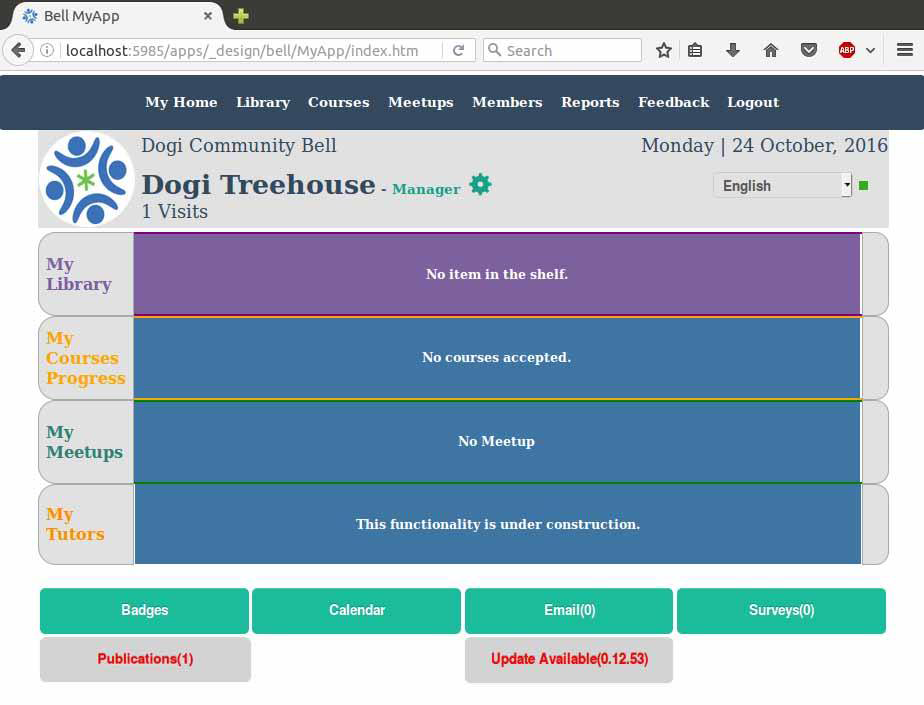 Bell MyApp
localhost:5985/apps/_design/bell/MyApp/index.htm
Search
ABP
My Home Library Courses Meetups Members Reports Feedback Logout
Dogi Community Bell
Monday | 24 October, 2016
Dogi Treehouse - Manager
English
1 Visits
My
Library
No item in the shelf.
My
Courses
Progress
No courses accepted.
My
Meetups
No Meetup
My
Tutors
This functionality is under construction.
Badges Calendar Email(0) Surveys(0)
Publications(1) Update Available(0.12.53)